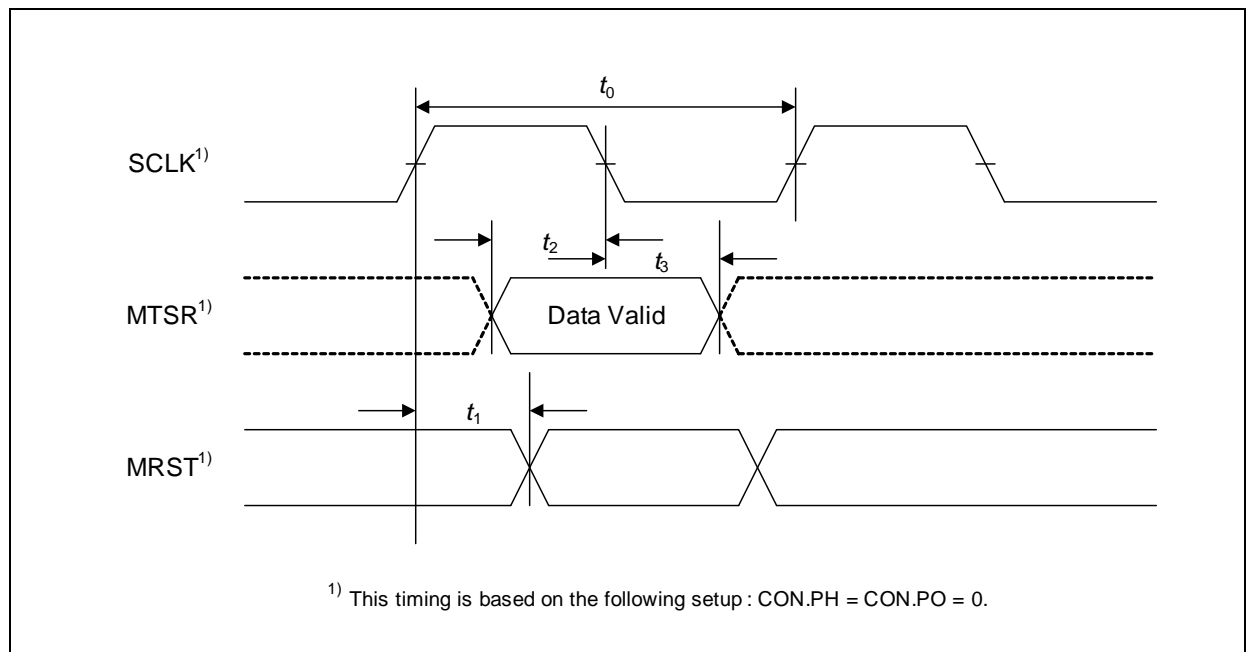 t0
SCLK1)
t2
t3
MTSR1)
Data Valid
t1
MRST1)
1) This timing is based on the following setup : CON.PH = CON.PO = 0.